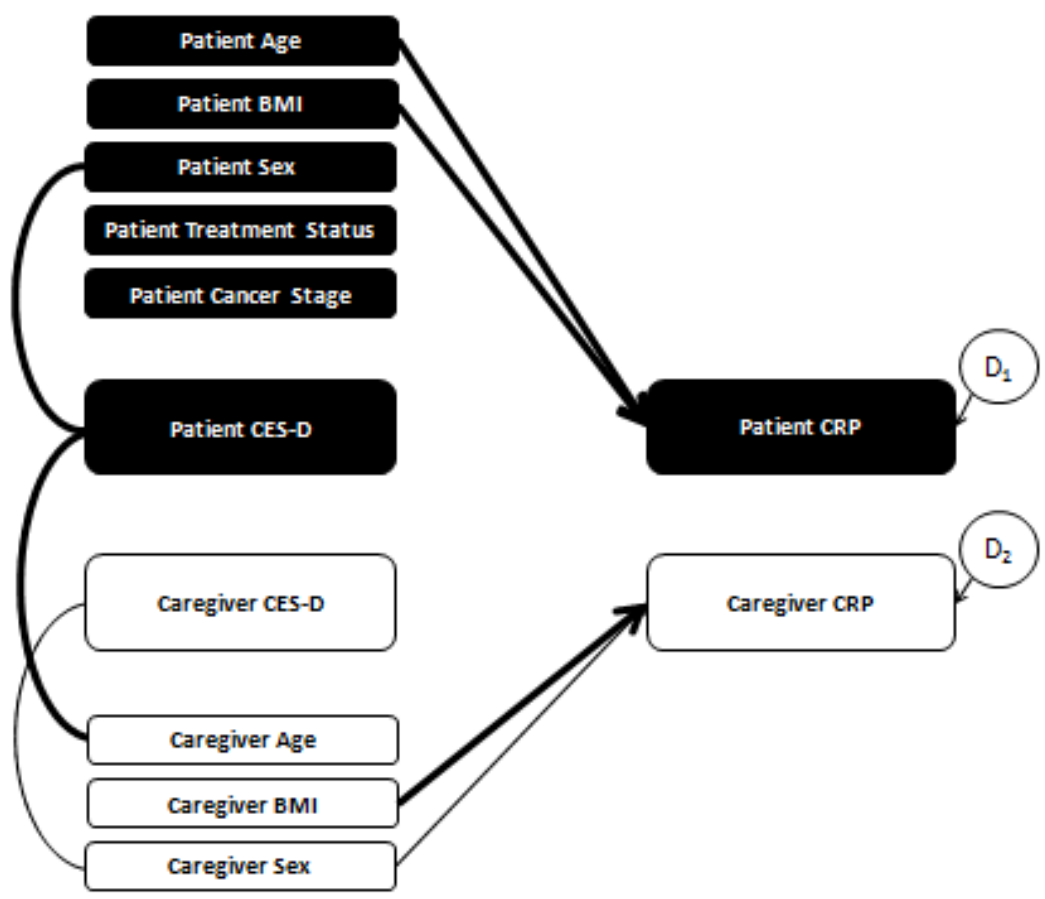 Patient Age
Patient BMI
Patient Sex
Patient Treatment Status
Patient Cancer Stage
D₁
Patient CES-D
Patient CRP
D₂
Caregiver CES-D
Caregiver CRP
Caregiver Age
Caregiver BMI
Caregiver Sex